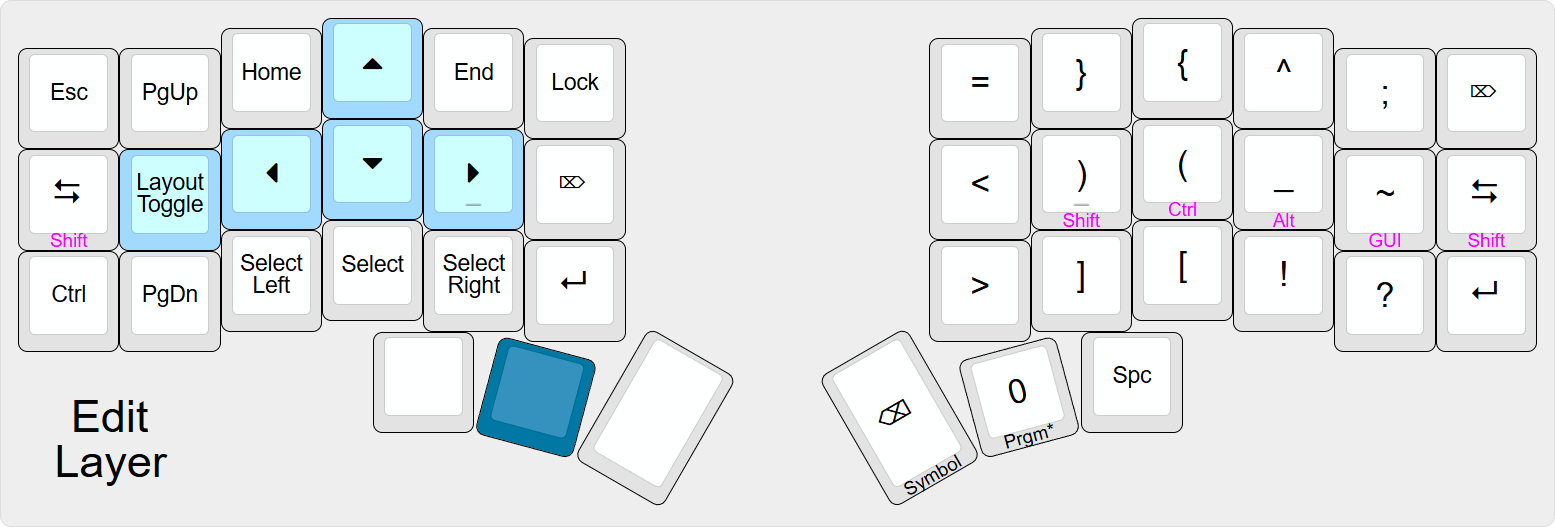 Esc PgUp Home ▲ End Lock
⇆ Shift Layout Toggle ◀ ▼ ▶ ⌦
Ctrl PgDn Select Left Select Select Right ↵
= } { ^ ; ⌦
< ) Shift ( Ctrl _ Alt ~ GUI ⇆ Shift
> ] [ ! ? ↵
⌫ Symbol 0 Prgm* Spc
Edit
Layer